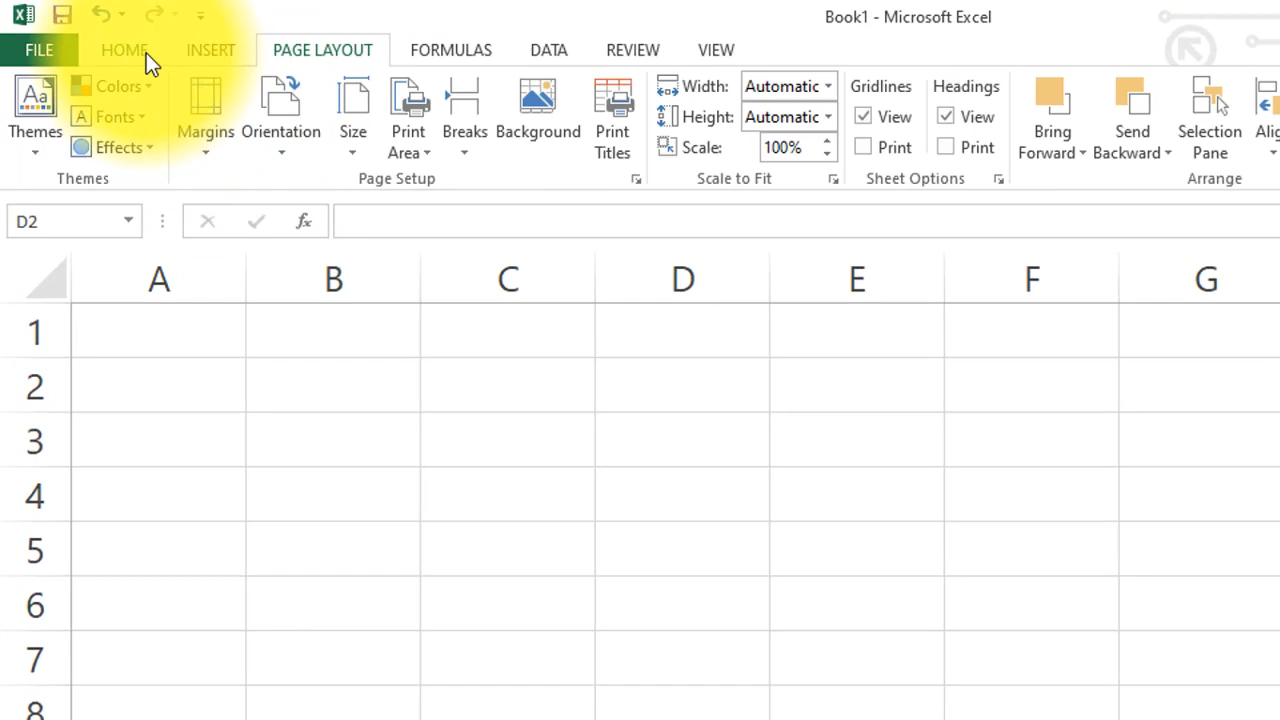 Book1 - Microsoft Excel
FILE HOME INSERT PAGE LAYOUT FORMULAS DATA REVIEW VIEW
Themes
Colors
Fonts
Effects
Themes
Margins
Orientation
Size
Print Area
Breaks
Background
Print Titles
Page Setup
Width: Automatic
Height: Automatic
Scale: 100%
Scale to Fit
Gridlines
View
Print
Headings
View
Print
Sheet Options
Bring Forward
Send Backward
Selection Pane
Arrange
D2 fx
A B C D E F G
1
2
3
4
5
6
7
8